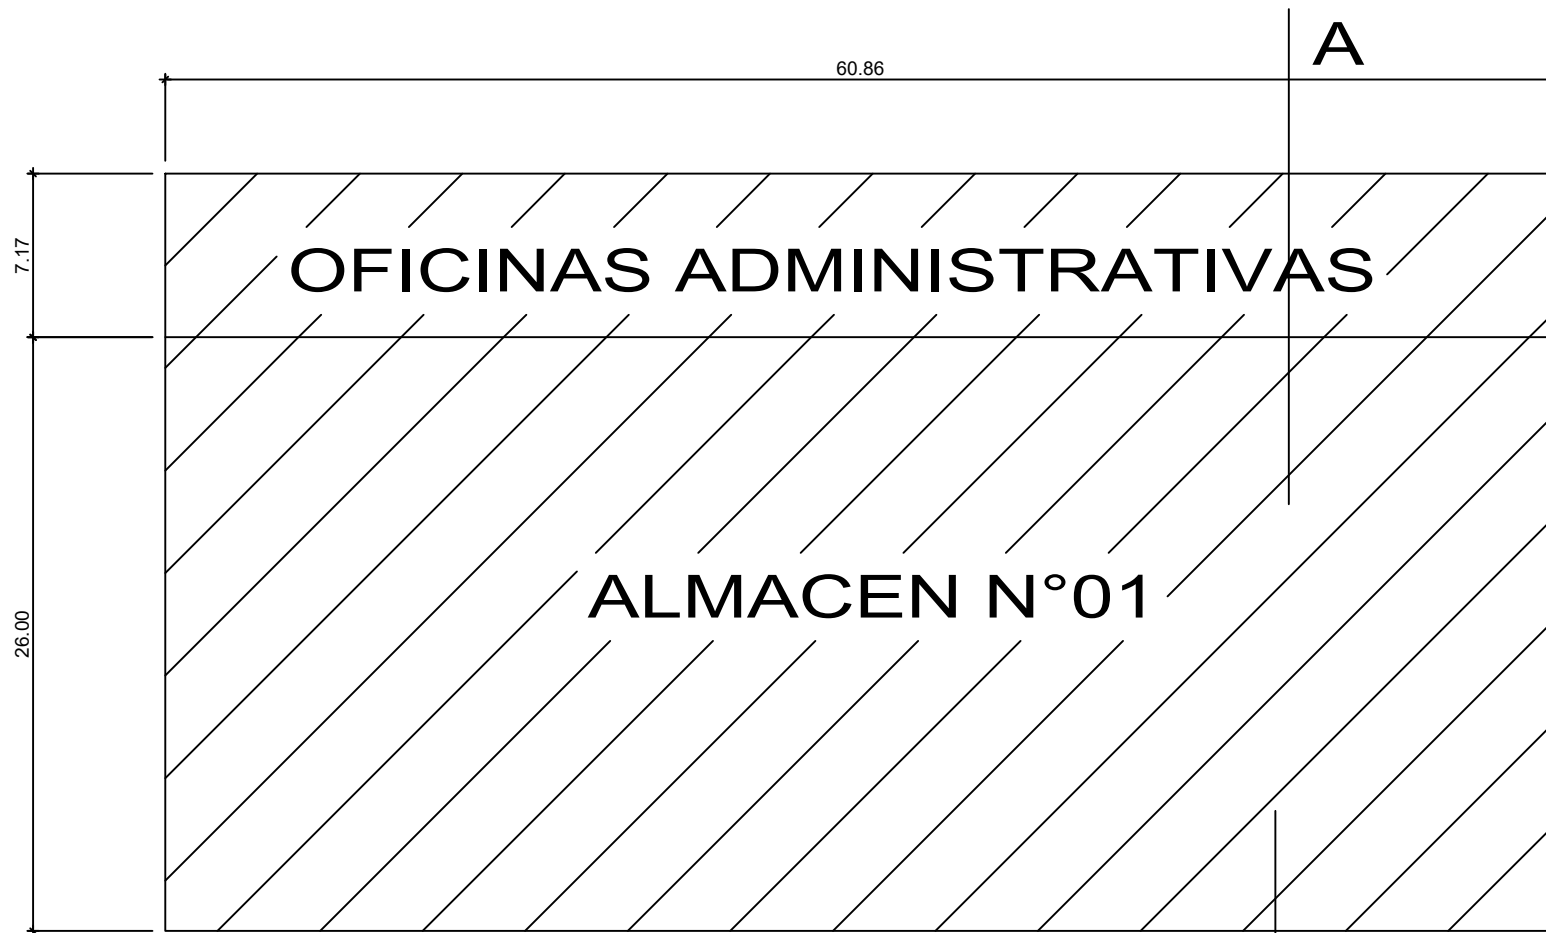 A
60.86
7.17
OFICINAS ADMINISTRATIVAS
26.00
ALMACEN N°01